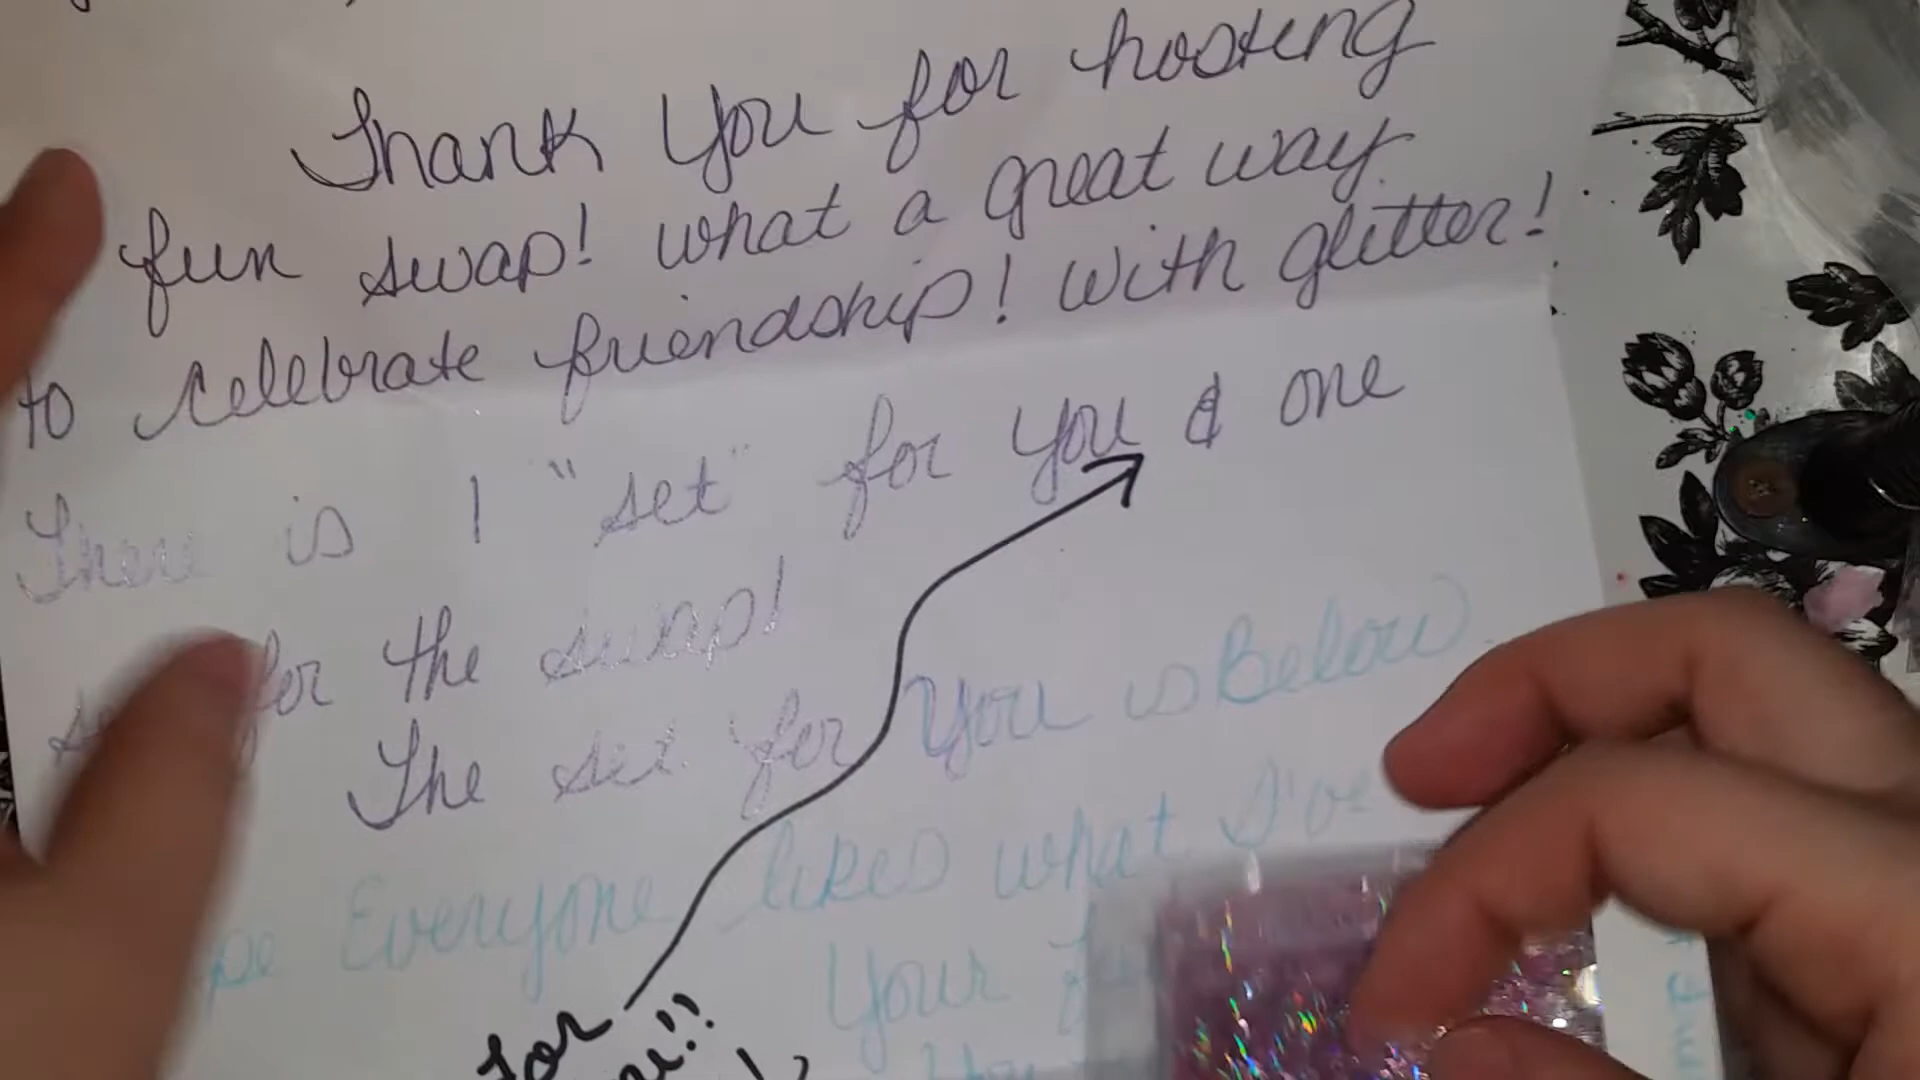 Thank You for hosting
fun swap! what a great way
to celebrate friendship! with glitter!
There is 1 "set" for you & one
for the swap!
The set for You is Below.
Everyone likes what I've
Your
for